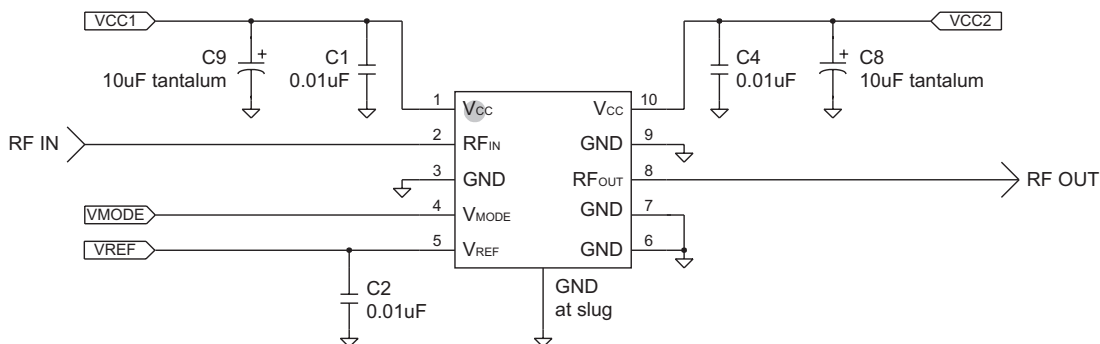 VCC1
VCC2
C9
10uF tantalum
C1
0.01uF
C4
0.01uF
C8
10uF tantalum
1
VCC
VCC
10
RF IN
2
RFIN
GND
9
3
GND
RFOUT
8
RF OUT
VMODE
4
VMODE
GND
7
VREF
5
VREF
GND
6
C2
0.01uF
GND
at slug